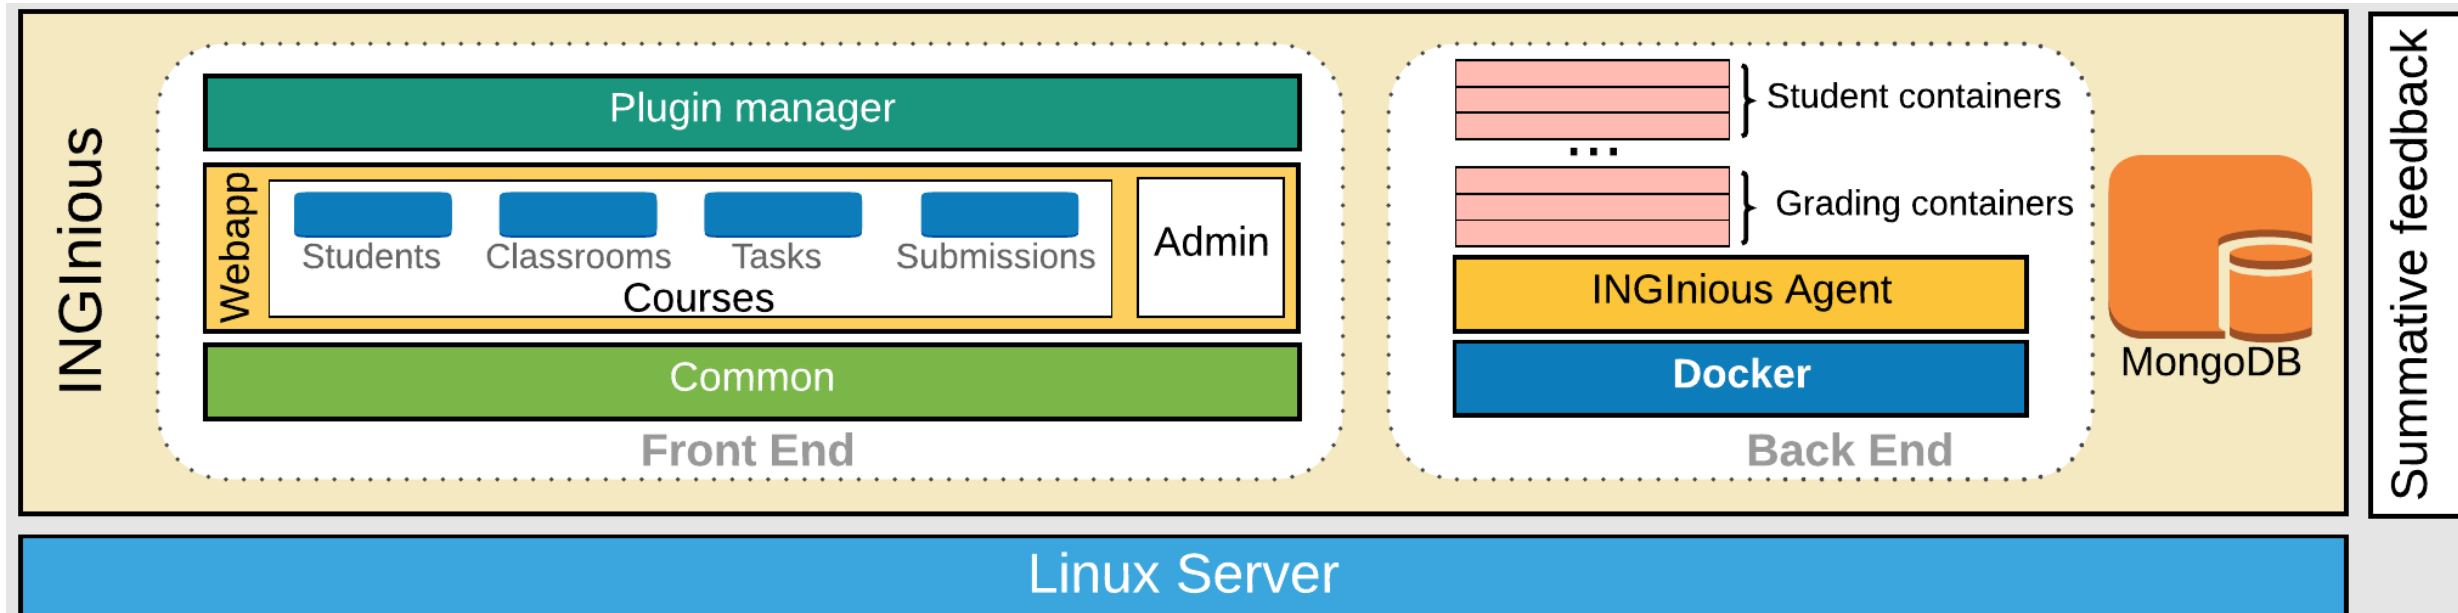 INGInious
Plugin manager
Webapp
Students
Classrooms
Tasks
Submissions
Courses
Admin
Common
Front End
Student containers
...
Grading containers
INGInious Agent
Docker
Back End
MongoDB
Summative feedback
Linux Server